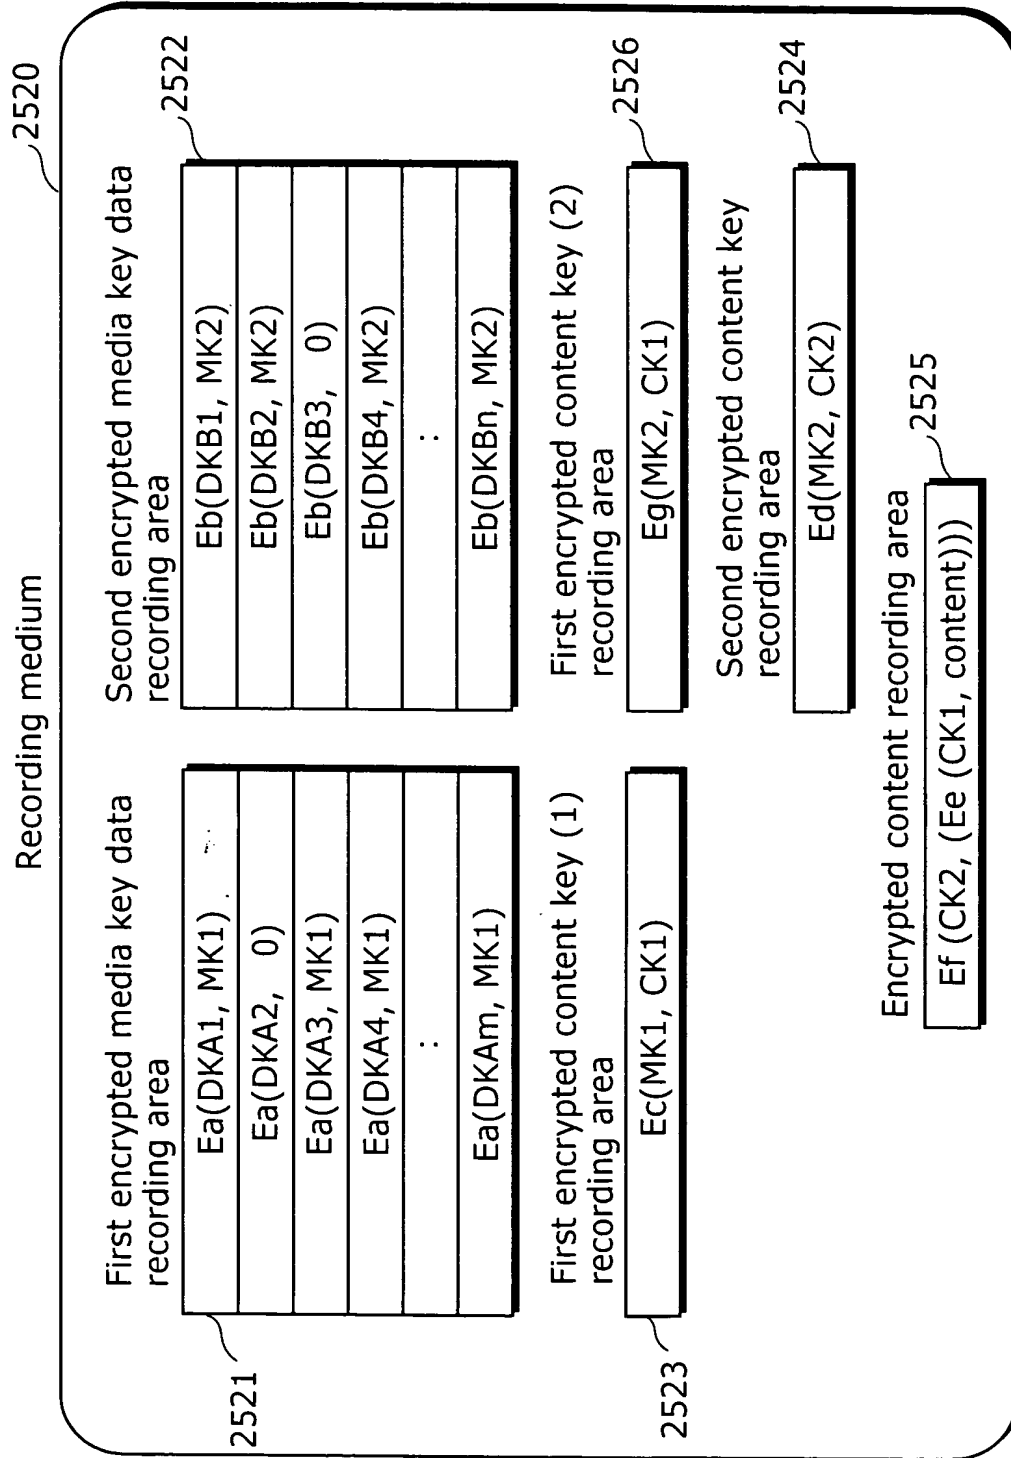 Recording medium
2520
First encrypted media key data
recording area
2521
Ea(DKA1, MK1)
Ea(DKA2, 0)
Ea(DKA3, MK1)
Ea(DKA4, MK1)
:
Ea(DKAm, MK1)
Second encrypted media key data
recording area
2522
Eb(DKB1, MK2)
Eb(DKB2, MK2)
Eb(DKB3, 0)
Eb(DKB4, MK2)
:
Eb(DKBn, MK2)
First encrypted content key (1)
recording area
2523
Ec(MK1, CK1)
First encrypted content key (2)
recording area
2526
Eg(MK2, CK1)
Second encrypted content key
recording area
2524
Ed(MK2, CK2)
Encrypted content recording area
2525
Ef (CK2, (Ee (CK1, content)))